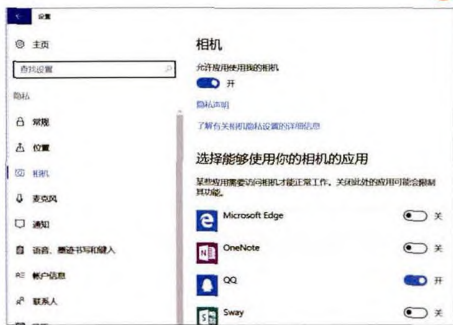 设置
主页
查找设置
隐私
常规
位置
相机
麦克风
通知
语音、墨迹书写和键入
帐户信息
联系人
相机
允许应用使用我的相机
开
隐私声明
了解有关相机隐私设置的详细信息
选择能够使用你的相机的应用
某些应用需要访问相机才能正常工作。关闭此处的应用可能会限制
其功能。
Microsoft Edge
关
OneNote
关
QQ
开
Sway
关